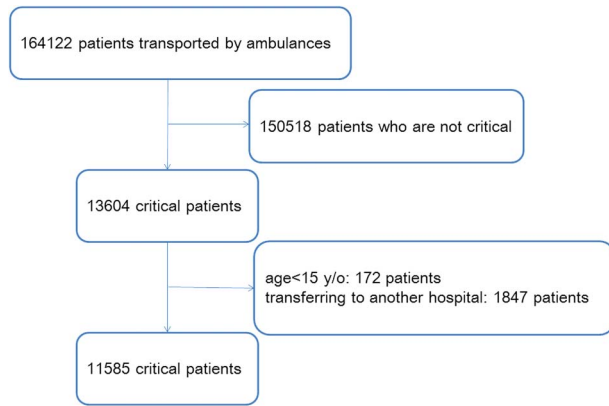 164122 patients transported by ambulances
150518 patients who are not critical
13604 critical patients
age<15 y/o: 172 patients
transferring to another hospital: 1847 patients
11585 critical patients